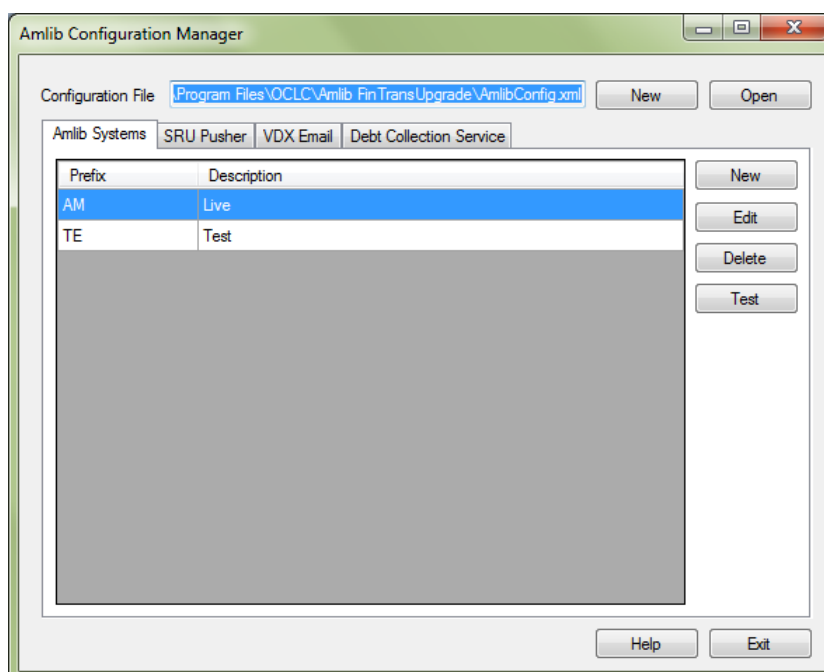 Amlib Configuration Manager
Configuration File \Program Files\OCLC\Amlib FinTransUpgrade\AmlibConfig.xml New Open
Amlib Systems SRU Pusher VDX Email Debt Collection Service
Prefix Description New
AM Live
Edit
TE Test
Delete
Test
Help Exit